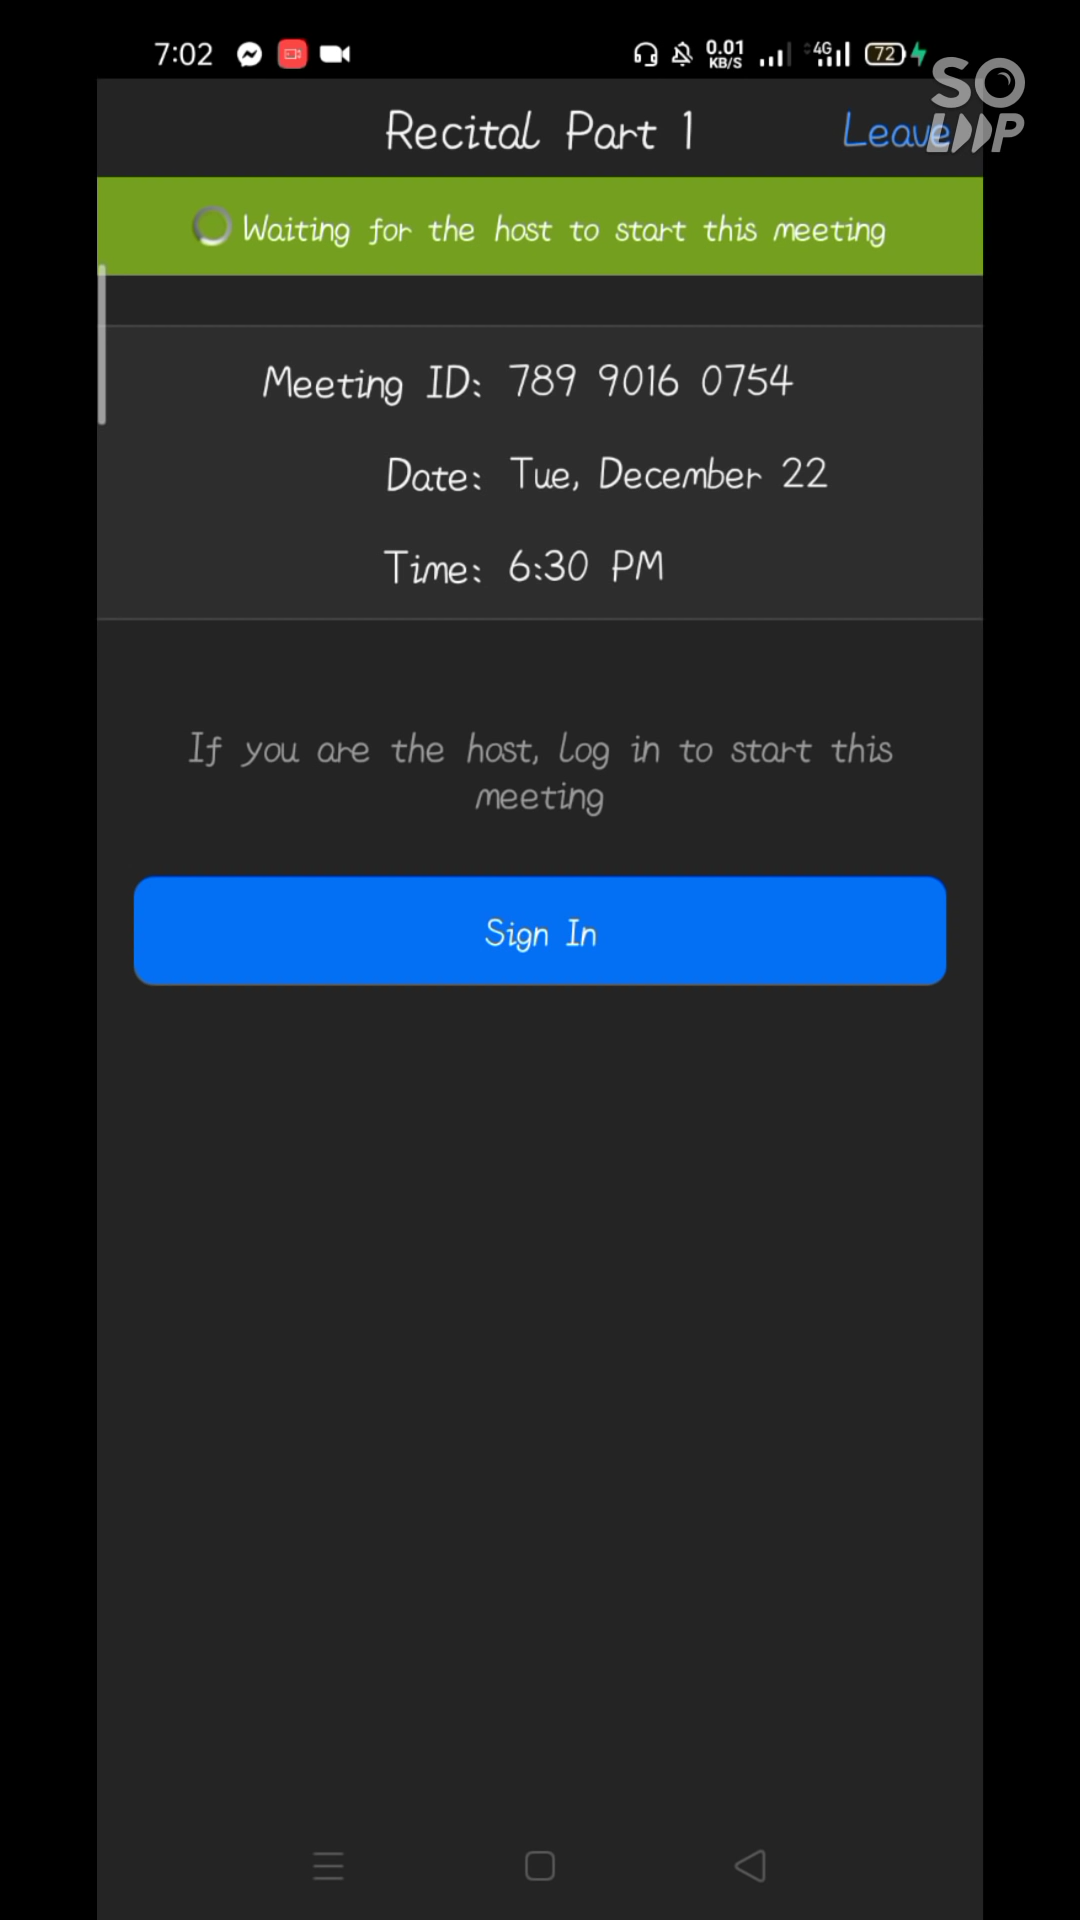 7:02
0.01
KB/S
4G
72
SO
LOOP
Recital Part 1
Leave
Waiting for the host to start this meeting
Meeting ID: 789 9016 0754
Date: Tue, December 22
Time: 6:30 PM
If you are the host, log in to start this
meeting
Sign In